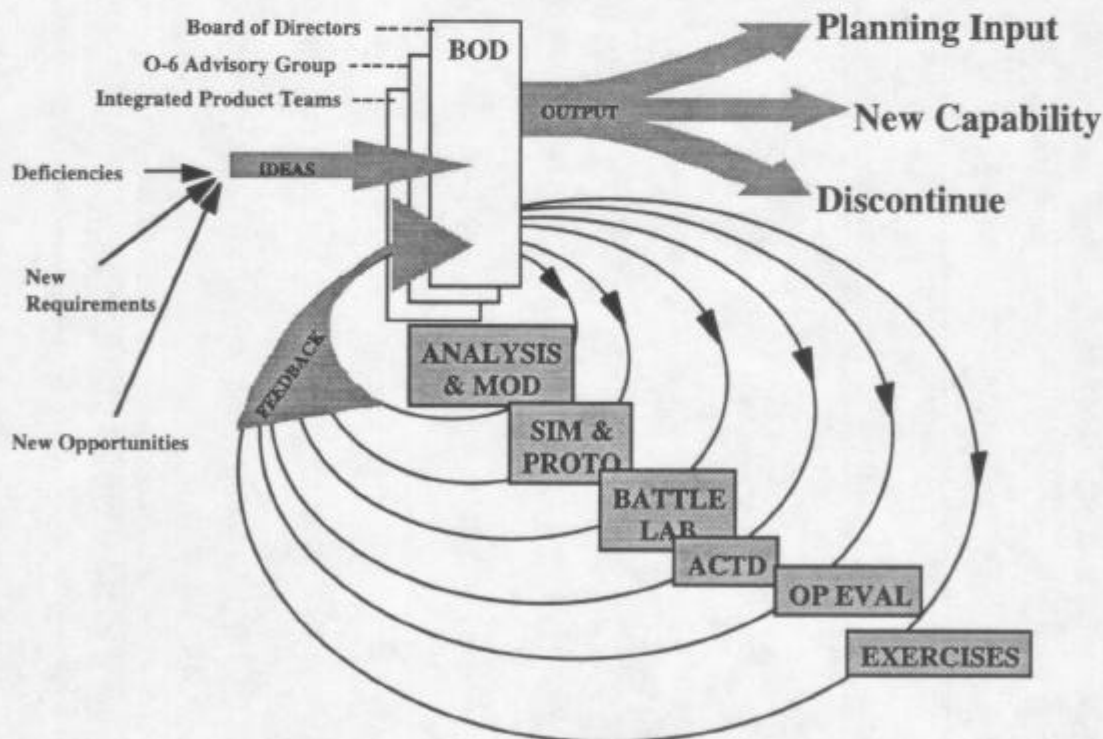 Board of Directors
BOD
O-6 Advisory Group
Integrated Product Teams
Planning Input
OUTPUT
New Capability
Discontinue
IDEAS
Deficiencies
New
Requirements
New Opportunities
FEEDBACK
ANALYSIS
& MOD
SIM &
PROTO
BATTLE
LAB
ACTD
OP EVAL
EXERCISES